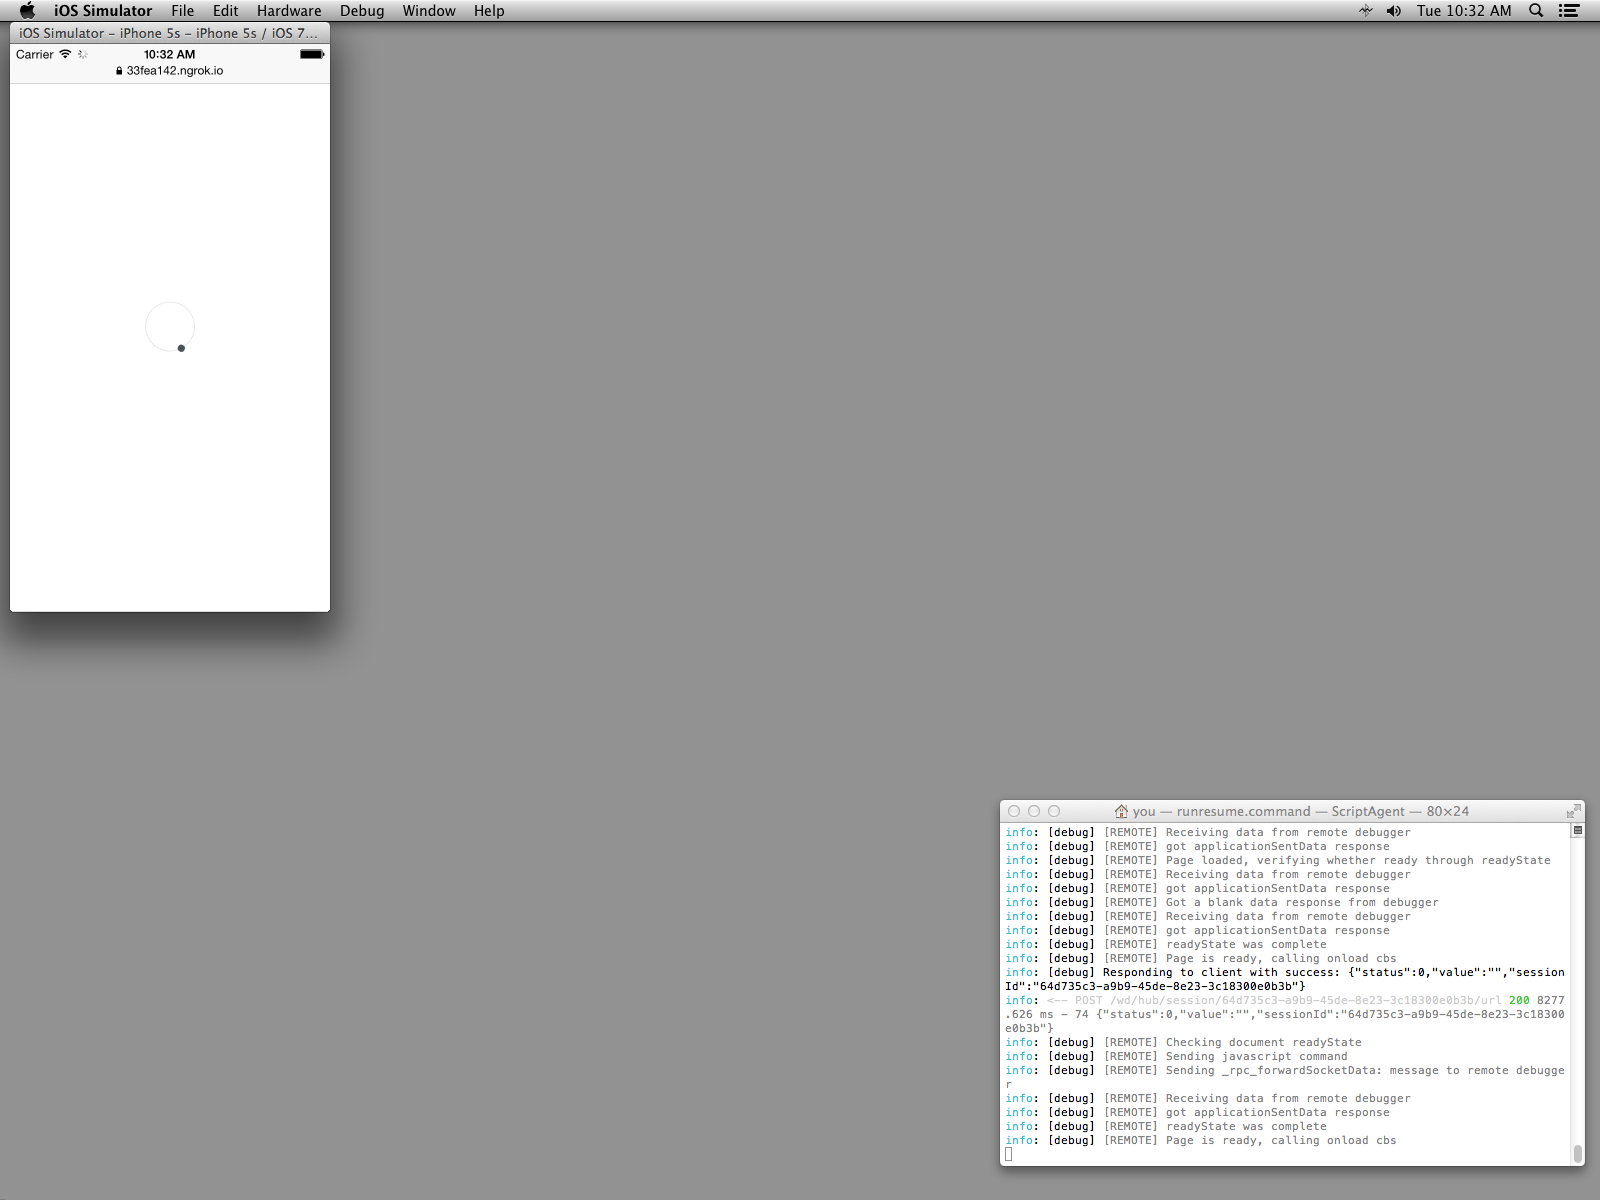 iOS Simulator File Edit Hardware Debug Window Help Tue 10:32 AM
iOS Simulator - iPhone 5s - iPhone 5s / iOS 7...
Carrier 10:32 AM
33fea142.ngrok.io
you — runresume.command — ScriptAgent — 80×24
info: [debug] [REMOTE] Receiving data from remote debugger
info: [debug] [REMOTE] got applicationSentData response
info: [debug] [REMOTE] Page loaded, verifying whether ready through readyState
info: [debug] [REMOTE] Receiving data from remote debugger
info: [debug] [REMOTE] got applicationSentData response
info: [debug] [REMOTE] Got a blank data response from debugger
info: [debug] [REMOTE] Receiving data from remote debugger
info: [debug] [REMOTE] got applicationSentData response
info: [debug] [REMOTE] readyState was complete
info: [debug] [REMOTE] Page is ready, calling onload cbs
info: [debug] Responding to client with success: {"status":0,"value":"","session
Id":"64d735c3-a9b9-45de-8e23-3c18300e0b3b"}
info: <-- POST /wd/hub/session/64d735c3-a9b9-45de-8e23-3c18300e0b3b/url 200 8277
.626 ms - 74 {"status":0,"value":"","sessionId":"64d735c3-a9b9-45de-8e23-3c18300
e0b3b"}
info: [debug] [REMOTE] Checking document readyState
info: [debug] [REMOTE] Sending javascript command
info: [debug] [REMOTE] Sending _rpc_forwardSocketData: message to remote debugge
r
info: [debug] [REMOTE] Receiving data from remote debugger
info: [debug] [REMOTE] got applicationSentData response
info: [debug] [REMOTE] readyState was complete
info: [debug] [REMOTE] Page is ready, calling onload cbs